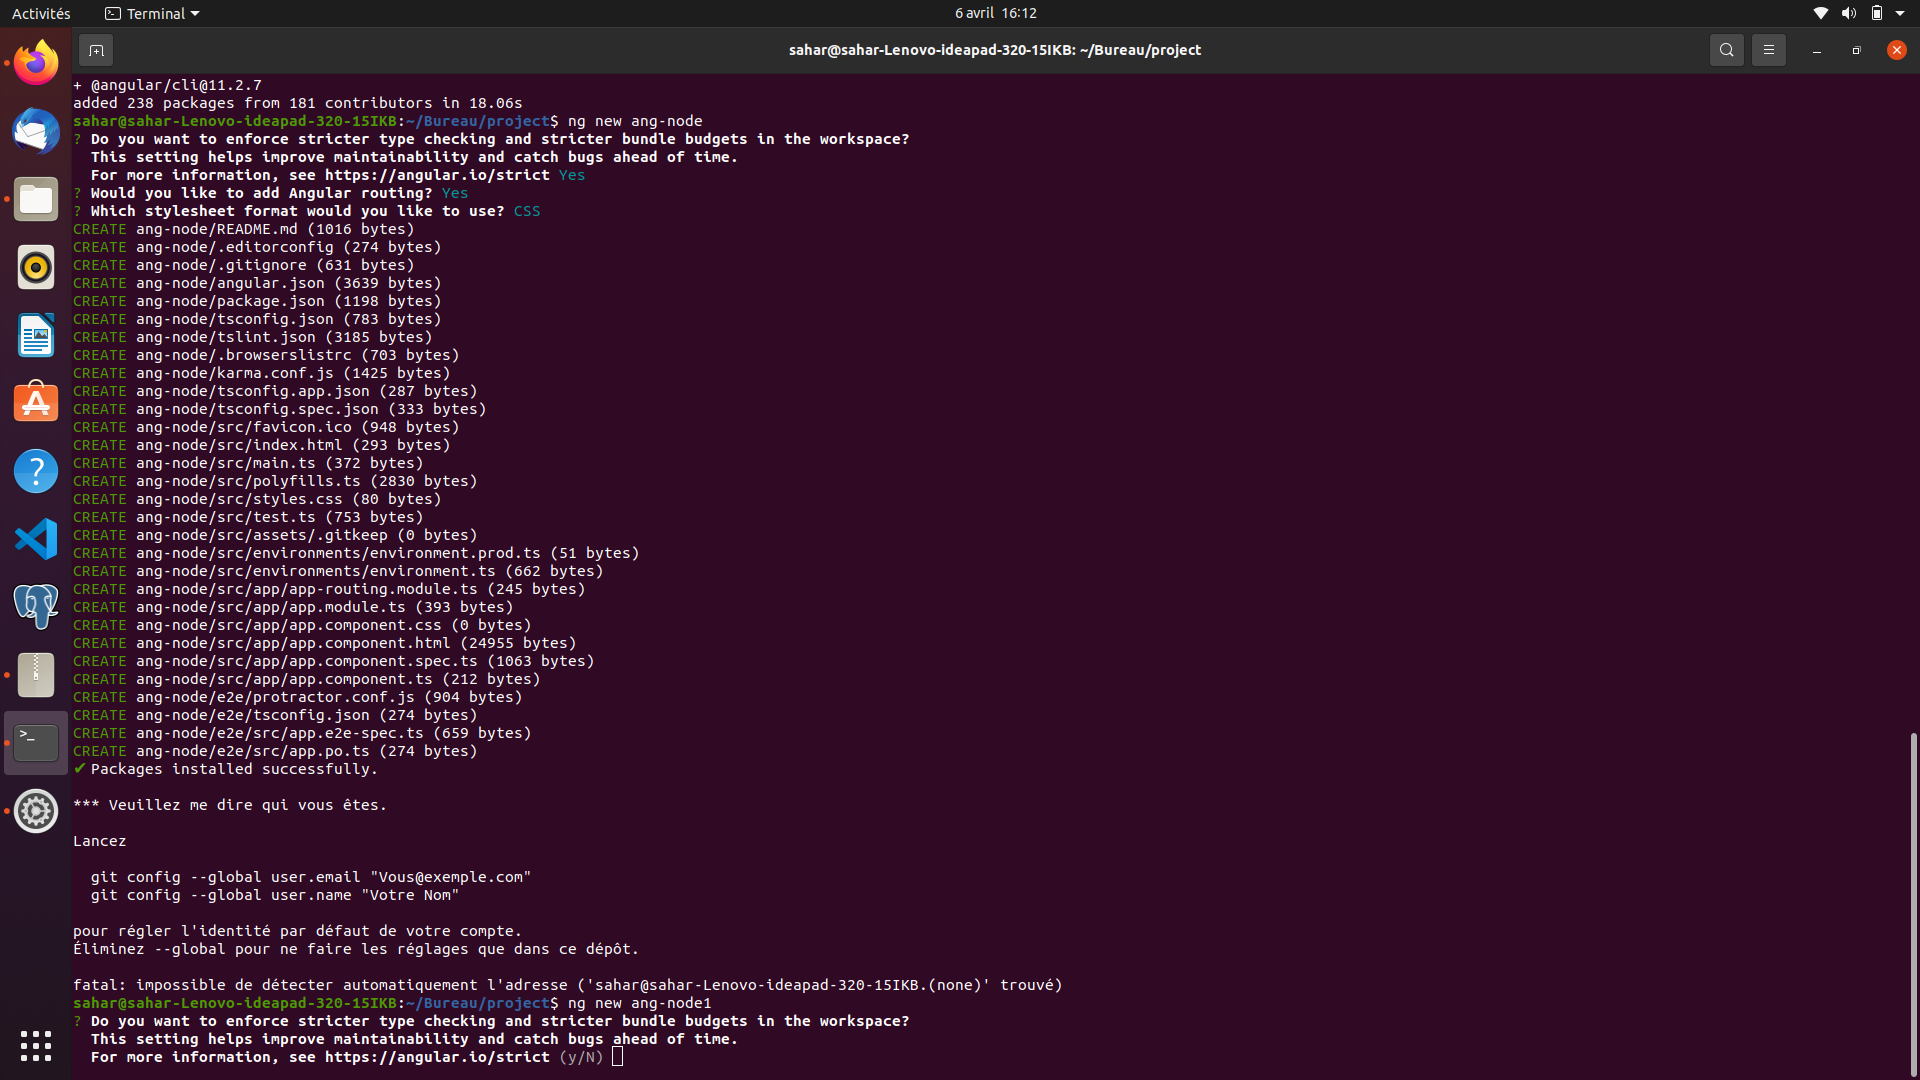 Activités
Terminal
6 avril 16:12
sahar@sahar-Lenovo-ideapad-320-15IKB: ~/Bureau/project
+ @angular/cli@11.2.7
added 238 packages from 181 contributors in 18.06s
sahar@sahar-Lenovo-ideapad-320-15IKB:~/Bureau/project$ ng new ang-node
? Do you want to enforce stricter type checking and stricter bundle budgets in the workspace?
This setting helps improve maintainability and catch bugs ahead of time.
For more information, see https://angular.io/strict Yes
? Would you like to add Angular routing? Yes
? Which stylesheet format would you like to use? CSS
CREATE ang-node/README.md (1016 bytes)
CREATE ang-node/.editorconfig (274 bytes)
CREATE ang-node/.gitignore (631 bytes)
CREATE ang-node/angular.json (3639 bytes)
CREATE ang-node/package.json (1198 bytes)
CREATE ang-node/tsconfig.json (783 bytes)
CREATE ang-node/tslint.json (3185 bytes)
CREATE ang-node/.browserslistrc (703 bytes)
CREATE ang-node/karma.conf.js (1425 bytes)
CREATE ang-node/tsconfig.app.json (287 bytes)
CREATE ang-node/tsconfig.spec.json (333 bytes)
CREATE ang-node/src/favicon.ico (948 bytes)
CREATE ang-node/src/index.html (293 bytes)
CREATE ang-node/src/main.ts (372 bytes)
CREATE ang-node/src/polyfills.ts (2830 bytes)
CREATE ang-node/src/styles.css (80 bytes)
CREATE ang-node/src/test.ts (753 bytes)
CREATE ang-node/src/assets/.gitkeep (0 bytes)
CREATE ang-node/src/environments/environment.prod.ts (51 bytes)
CREATE ang-node/src/environments/environment.ts (662 bytes)
CREATE ang-node/src/app/app-routing.module.ts (245 bytes)
CREATE ang-node/src/app/app.module.ts (393 bytes)
CREATE ang-node/src/app/app.component.css (0 bytes)
CREATE ang-node/src/app/app.component.html (24955 bytes)
CREATE ang-node/src/app/app.component.spec.ts (1063 bytes)
CREATE ang-node/src/app/app.component.ts (212 bytes)
CREATE ang-node/e2e/protractor.conf.js (904 bytes)
CREATE ang-node/e2e/tsconfig.json (274 bytes)
CREATE ang-node/e2e/src/app.e2e-spec.ts (659 bytes)
CREATE ang-node/e2e/src/app.po.ts (274 bytes)
✔ Packages installed successfully.
*** Veuillez me dire qui vous êtes.
Lancez
git config --global user.email "Vous@exemple.com"
git config --global user.name "Votre Nom"
pour régler l'identité par défaut de votre compte.
Éliminez --global pour ne faire les réglages que dans ce dépôt.
fatal: impossible de détecter automatiquement l'adresse ('sahar@sahar-Lenovo-ideapad-320-15IKB.(none)' trouvé)
sahar@sahar-Lenovo-ideapad-320-15IKB:~/Bureau/project$ ng new ang-node1
? Do you want to enforce stricter type checking and stricter bundle budgets in the workspace?
This setting helps improve maintainability and catch bugs ahead of time.
For more information, see https://angular.io/strict (y/N)